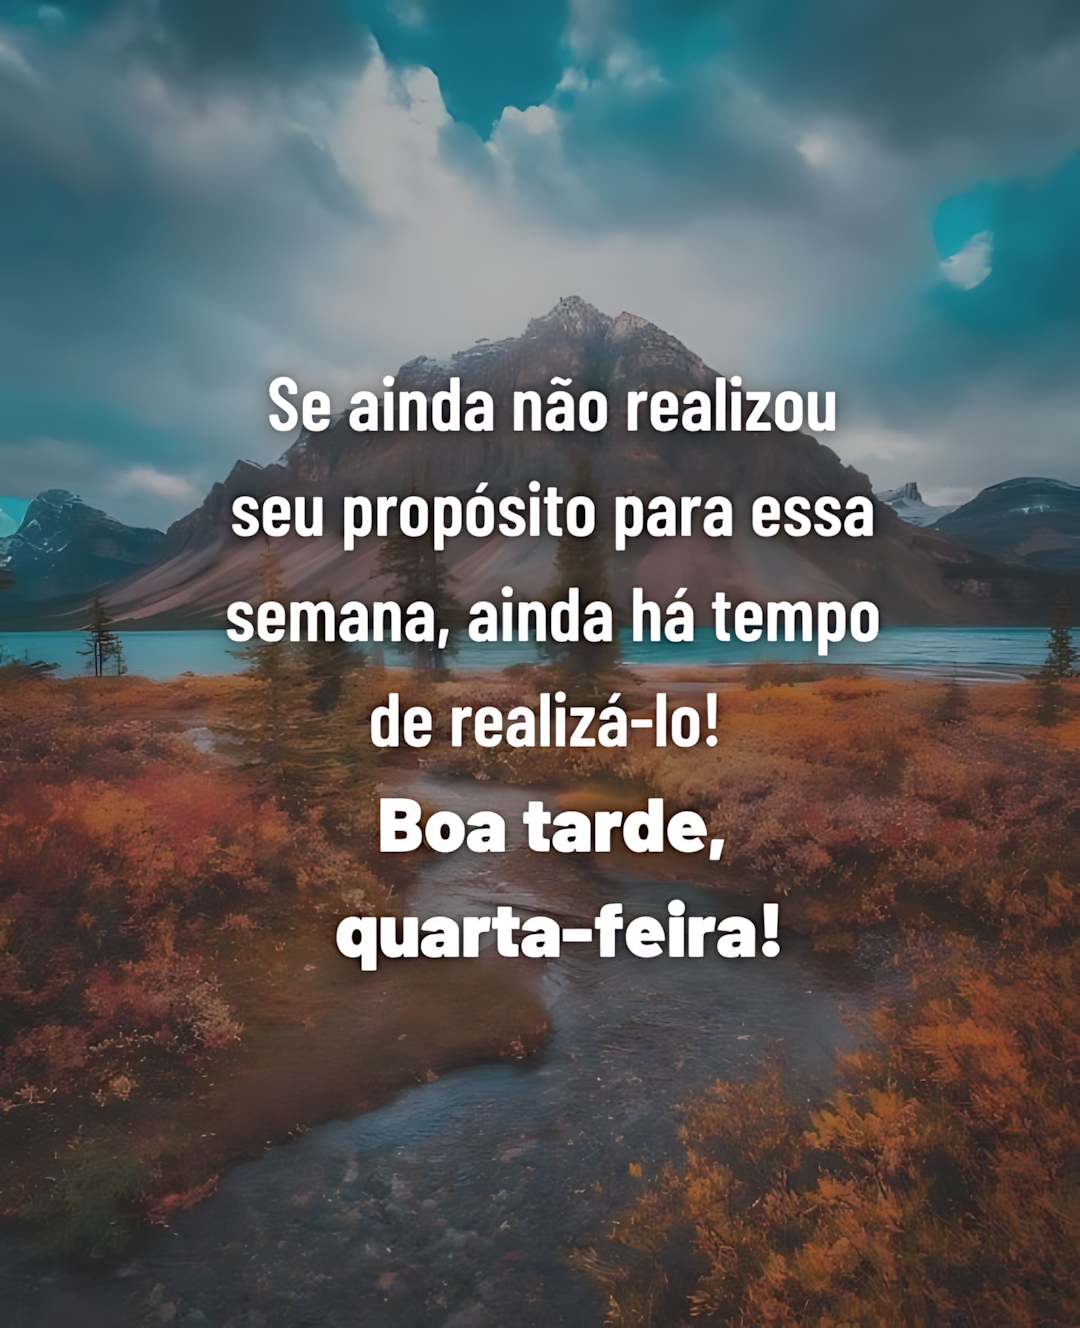 Se ainda não realizou
seu propósito para essa
semana, ainda há tempo
de realizá-lo!
Boa tarde,
quarta-feira!